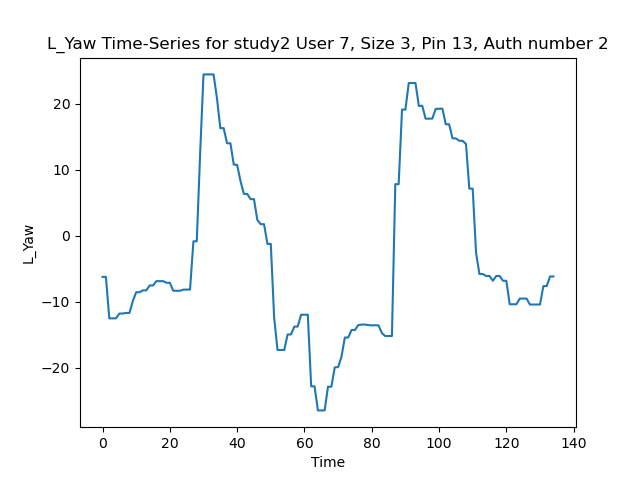 L_Yaw Time-Series for study2 User 7, Size 3, Pin 13, Auth number 2
L_Yaw
20
10
0
−10
−20
0 20 40 60 80 100 120 140
Time